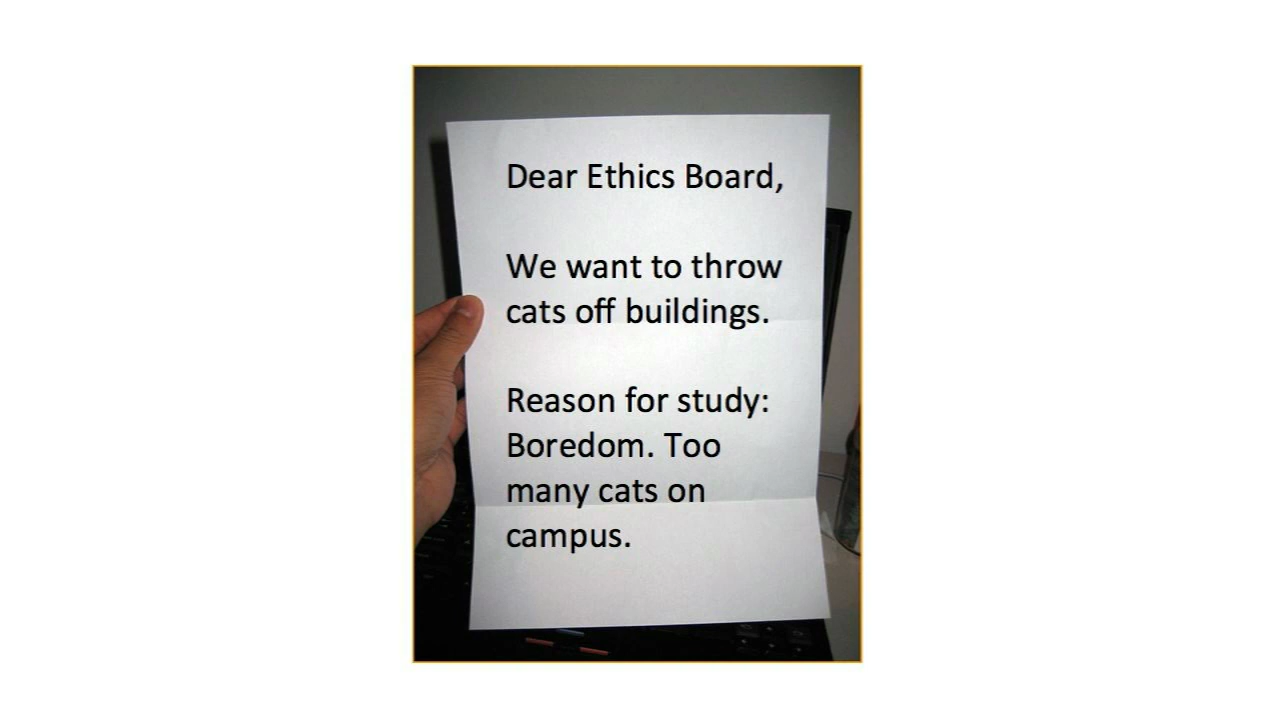 Dear Ethics Board,
We want to throw
cats off buildings.
Reason for study:
Boredom. Too
many cats on
campus.